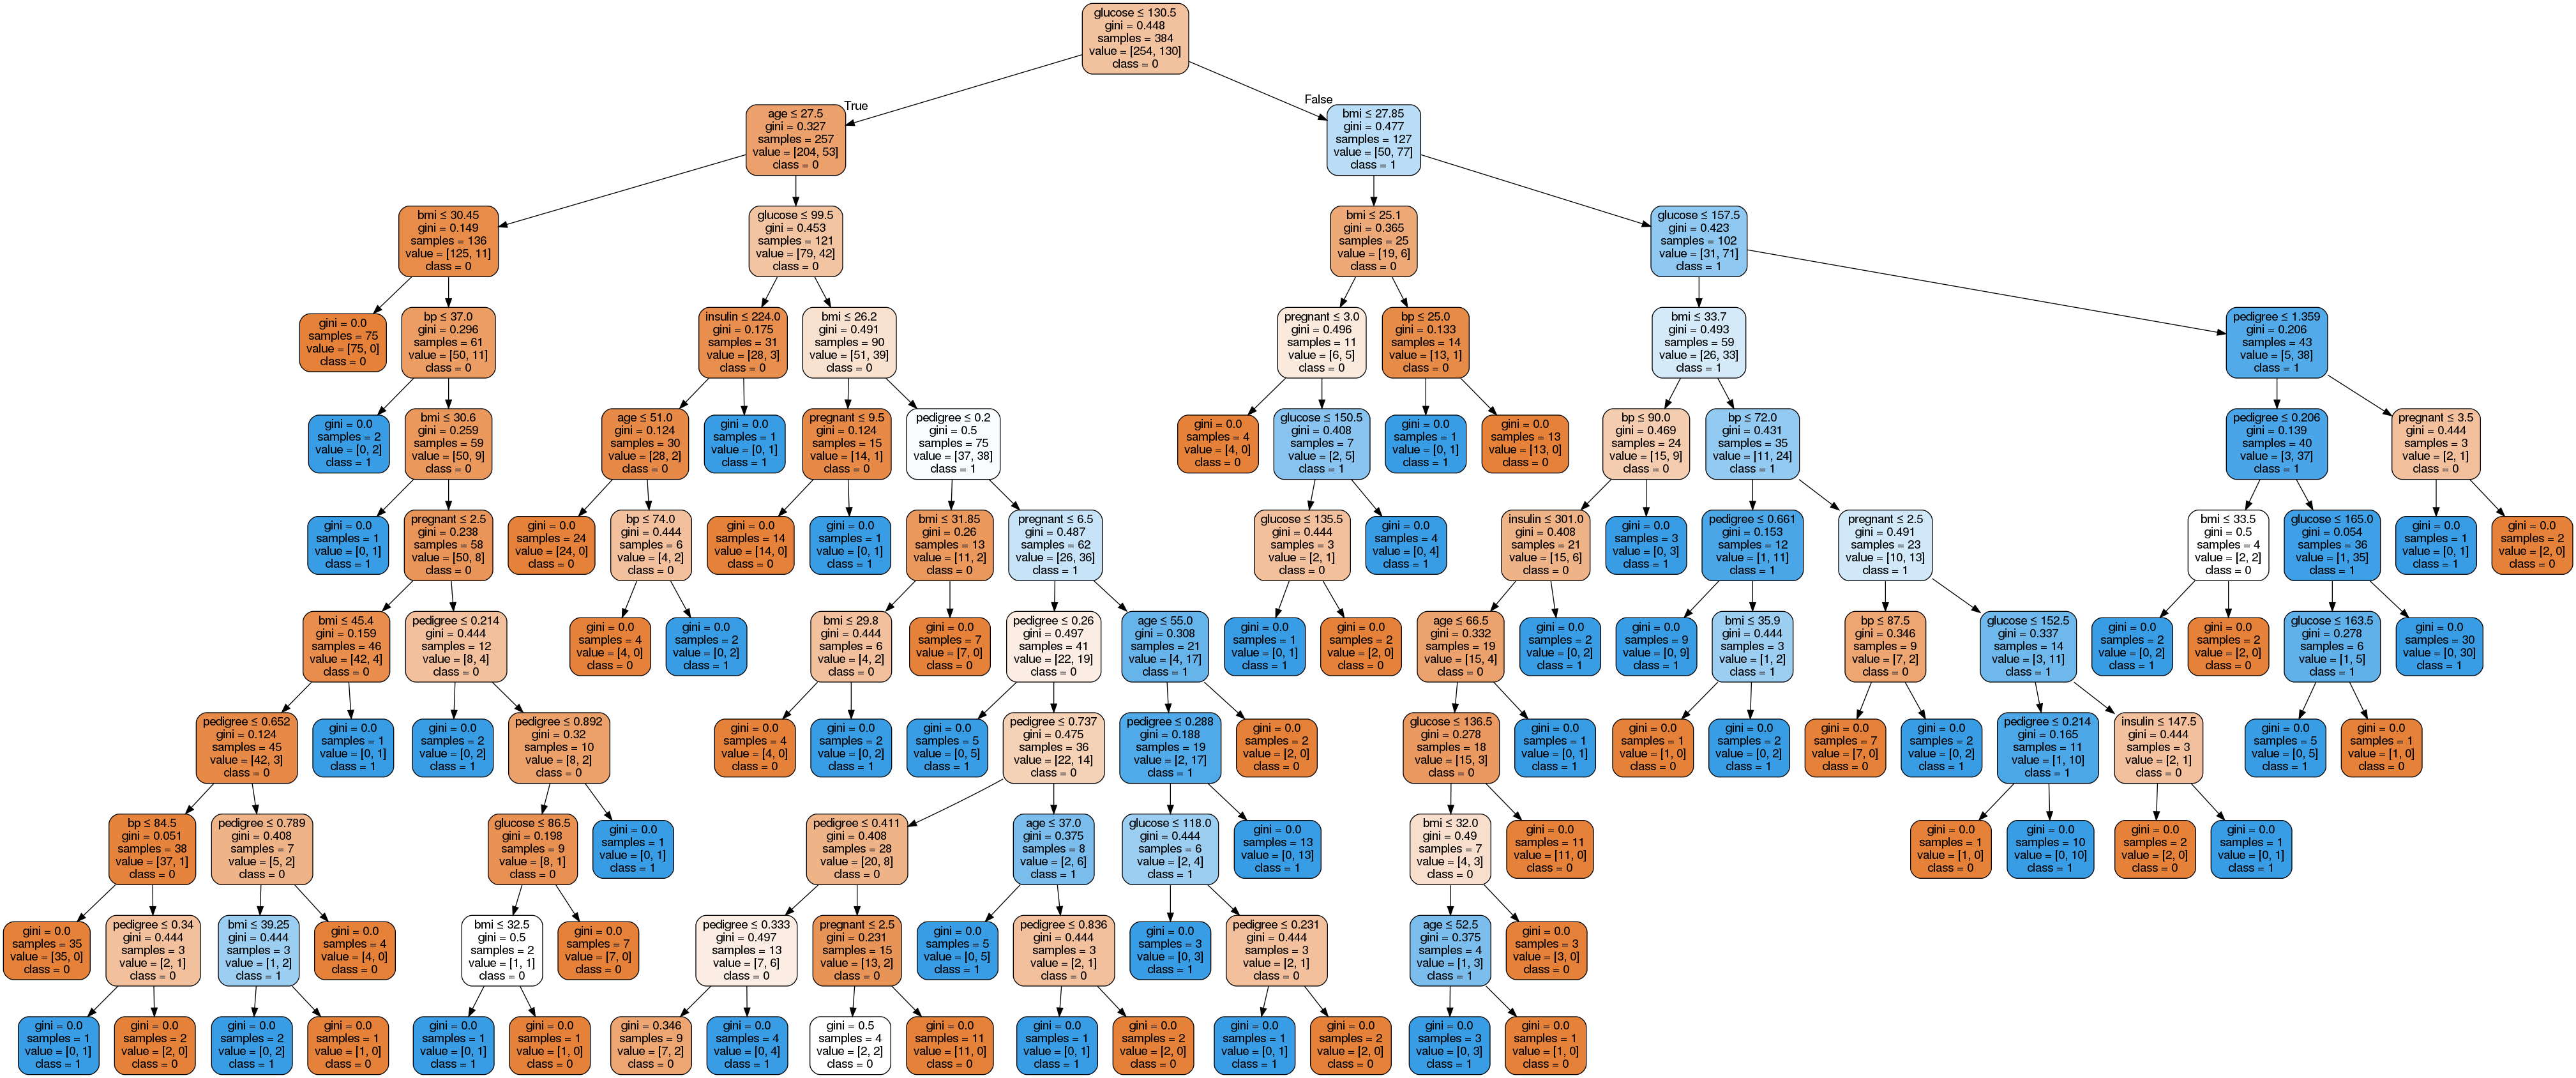 glucose ≤ 130.5
gini = 0.448
samples = 384
value = [254, 130]
class = 0
True
False
age ≤ 27.5
gini = 0.327
samples = 257
value = [204, 53]
class = 0
bmi ≤ 27.85
gini = 0.477
samples = 127
value = [50, 77]
class = 1
bmi ≤ 30.45
gini = 0.149
samples = 136
value = [125, 11]
class = 0
glucose ≤ 99.5
gini = 0.453
samples = 121
value = [79, 42]
class = 0
bmi ≤ 25.1
gini = 0.365
samples = 25
value = [19, 6]
class = 0
glucose ≤ 157.5
gini = 0.423
samples = 102
value = [31, 71]
class = 1
gini = 0.0
samples = 75
value = [75, 0]
class = 0
bp ≤ 37.0
gini = 0.296
samples = 61
value = [50, 11]
class = 0
insulin ≤ 224.0
gini = 0.175
samples = 31
value = [28, 3]
class = 0
bmi ≤ 26.2
gini = 0.491
samples = 90
value = [51, 39]
class = 0
pregnant ≤ 3.0
gini = 0.496
samples = 11
value = [6, 5]
class = 0
bp ≤ 25.0
gini = 0.133
samples = 14
value = [13, 1]
class = 0
bmi ≤ 33.7
gini = 0.493
samples = 59
value = [26, 33]
class = 1
pedigree ≤ 1.359
gini = 0.206
samples = 43
value = [5, 38]
class = 1
gini = 0.0
samples = 2
value = [0, 2]
class = 1
bmi ≤ 30.6
gini = 0.259
samples = 59
value = [50, 9]
class = 0
age ≤ 51.0
gini = 0.124
samples = 30
value = [28, 2]
class = 0
gini = 0.0
samples = 1
value = [0, 1]
class = 1
pregnant ≤ 9.5
gini = 0.124
samples = 15
value = [14, 1]
class = 0
pedigree ≤ 0.2
gini = 0.5
samples = 75
value = [37, 38]
class = 1
gini = 0.0
samples = 4
value = [4, 0]
class = 0
glucose ≤ 150.5
gini = 0.408
samples = 7
value = [2, 5]
class = 1
gini = 0.0
samples = 1
value = [0, 1]
class = 1
gini = 0.0
samples = 13
value = [13, 0]
class = 0
bp ≤ 90.0
gini = 0.469
samples = 24
value = [15, 9]
class = 0
bp ≤ 72.0
gini = 0.431
samples = 35
value = [11, 24]
class = 1
pedigree ≤ 0.206
gini = 0.139
samples = 40
value = [3, 37]
class = 1
pregnant ≤ 3.5
gini = 0.444
samples = 3
value = [2, 1]
class = 0
gini = 0.0
samples = 1
value = [0, 1]
class = 1
pregnant ≤ 2.5
gini = 0.238
samples = 58
value = [50, 8]
class = 0
gini = 0.0
samples = 24
value = [24, 0]
class = 0
bp ≤ 74.0
gini = 0.444
samples = 6
value = [4, 2]
class = 0
gini = 0.0
samples = 14
value = [14, 0]
class = 0
gini = 0.0
samples = 1
value = [0, 1]
class = 1
bmi ≤ 31.85
gini = 0.26
samples = 13
value = [11, 2]
class = 0
pregnant ≤ 6.5
gini = 0.487
samples = 62
value = [26, 36]
class = 1
glucose ≤ 135.5
gini = 0.444
samples = 3
value = [2, 1]
class = 0
gini = 0.0
samples = 4
value = [0, 4]
class = 1
insulin ≤ 301.0
gini = 0.408
samples = 21
value = [15, 6]
class = 0
gini = 0.0
samples = 3
value = [0, 3]
class = 1
pedigree ≤ 0.661
gini = 0.153
samples = 12
value = [1, 11]
class = 1
pregnant ≤ 2.5
gini = 0.491
samples = 23
value = [10, 13]
class = 1
bmi ≤ 33.5
gini = 0.5
samples = 4
value = [2, 2]
class = 0
glucose ≤ 165.0
gini = 0.054
samples = 36
value = [1, 35]
class = 1
gini = 0.0
samples = 1
value = [0, 1]
class = 1
gini = 0.0
samples = 2
value = [2, 0]
class = 0
bmi ≤ 45.4
gini = 0.159
samples = 46
value = [42, 4]
class = 0
pedigree ≤ 0.214
gini = 0.444
samples = 12
value = [8, 4]
class = 0
gini = 0.0
samples = 4
value = [4, 0]
class = 0
gini = 0.0
samples = 2
value = [0, 2]
class = 1
bmi ≤ 29.8
gini = 0.444
samples = 6
value = [4, 2]
class = 0
gini = 0.0
samples = 7
value = [7, 0]
class = 0
pedigree ≤ 0.26
gini = 0.497
samples = 41
value = [22, 19]
class = 0
age ≤ 55.0
gini = 0.308
samples = 21
value = [4, 17]
class = 1
gini = 0.0
samples = 1
value = [0, 1]
class = 1
gini = 0.0
samples = 2
value = [2, 0]
class = 0
age ≤ 66.5
gini = 0.332
samples = 19
value = [15, 4]
class = 0
gini = 0.0
samples = 2
value = [0, 2]
class = 1
gini = 0.0
samples = 9
value = [0, 9]
class = 1
bmi ≤ 35.9
gini = 0.444
samples = 3
value = [1, 2]
class = 1
bp ≤ 87.5
gini = 0.346
samples = 9
value = [7, 2]
class = 0
glucose ≤ 152.5
gini = 0.337
samples = 14
value = [3, 11]
class = 1
gini = 0.0
samples = 2
value = [0, 2]
class = 1
gini = 0.0
samples = 2
value = [2, 0]
class = 0
glucose ≤ 163.5
gini = 0.278
samples = 6
value = [1, 5]
class = 1
gini = 0.0
samples = 30
value = [0, 30]
class = 1
pedigree ≤ 0.652
gini = 0.124
samples = 45
value = [42, 3]
class = 0
gini = 0.0
samples = 1
value = [0, 1]
class = 1
gini = 0.0
samples = 2
value = [0, 2]
class = 1
pedigree ≤ 0.892
gini = 0.32
samples = 10
value = [8, 2]
class = 0
gini = 0.0
samples = 4
value = [4, 0]
class = 0
gini = 0.0
samples = 2
value = [0, 2]
class = 1
gini = 0.0
samples = 5
value = [0, 5]
class = 1
pedigree ≤ 0.737
gini = 0.475
samples = 36
value = [22, 14]
class = 0
pedigree ≤ 0.288
gini = 0.188
samples = 19
value = [2, 17]
class = 1
gini = 0.0
samples = 2
value = [2, 0]
class = 0
glucose ≤ 136.5
gini = 0.278
samples = 18
value = [15, 3]
class = 0
gini = 0.0
samples = 1
value = [0, 1]
class = 1
gini = 0.0
samples = 1
value = [1, 0]
class = 0
gini = 0.0
samples = 2
value = [0, 2]
class = 1
gini = 0.0
samples = 7
value = [7, 0]
class = 0
gini = 0.0
samples = 2
value = [0, 2]
class = 1
pedigree ≤ 0.214
gini = 0.165
samples = 11
value = [1, 10]
class = 1
insulin ≤ 147.5
gini = 0.444
samples = 3
value = [2, 1]
class = 0
gini = 0.0
samples = 5
value = [0, 5]
class = 1
gini = 0.0
samples = 1
value = [1, 0]
class = 0
bp ≤ 84.5
gini = 0.051
samples = 38
value = [37, 1]
class = 0
pedigree ≤ 0.789
gini = 0.408
samples = 7
value = [5, 2]
class = 0
glucose ≤ 86.5
gini = 0.198
samples = 9
value = [8, 1]
class = 0
gini = 0.0
samples = 1
value = [0, 1]
class = 1
pedigree ≤ 0.411
gini = 0.408
samples = 28
value = [20, 8]
class = 0
age ≤ 37.0
gini = 0.375
samples = 8
value = [2, 6]
class = 1
glucose ≤ 118.0
gini = 0.444
samples = 6
value = [2, 4]
class = 1
gini = 0.0
samples = 13
value = [0, 13]
class = 1
bmi ≤ 32.0
gini = 0.49
samples = 7
value = [4, 3]
class = 0
gini = 0.0
samples = 11
value = [11, 0]
class = 0
gini = 0.0
samples = 1
value = [1, 0]
class = 0
gini = 0.0
samples = 10
value = [0, 10]
class = 1
gini = 0.0
samples = 2
value = [2, 0]
class = 0
gini = 0.0
samples = 1
value = [0, 1]
class = 1
gini = 0.0
samples = 35
value = [35, 0]
class = 0
pedigree ≤ 0.34
gini = 0.444
samples = 3
value = [2, 1]
class = 0
bmi ≤ 39.25
gini = 0.444
samples = 3
value = [1, 2]
class = 1
gini = 0.0
samples = 4
value = [4, 0]
class = 0
bmi ≤ 32.5
gini = 0.5
samples = 2
value = [1, 1]
class = 0
gini = 0.0
samples = 7
value = [7, 0]
class = 0
pedigree ≤ 0.333
gini = 0.497
samples = 13
value = [7, 6]
class = 0
pregnant ≤ 2.5
gini = 0.231
samples = 15
value = [13, 2]
class = 0
gini = 0.0
samples = 5
value = [0, 5]
class = 1
pedigree ≤ 0.836
gini = 0.444
samples = 3
value = [2, 1]
class = 0
gini = 0.0
samples = 3
value = [0, 3]
class = 1
pedigree ≤ 0.231
gini = 0.444
samples = 3
value = [2, 1]
class = 0
age ≤ 52.5
gini = 0.375
samples = 4
value = [1, 3]
class = 1
gini = 0.0
samples = 3
value = [3, 0]
class = 0
gini = 0.0
samples = 1
value = [0, 1]
class = 1
gini = 0.0
samples = 2
value = [2, 0]
class = 0
gini = 0.0
samples = 2
value = [0, 2]
class = 1
gini = 0.0
samples = 1
value = [1, 0]
class = 0
gini = 0.0
samples = 1
value = [0, 1]
class = 1
gini = 0.0
samples = 1
value = [1, 0]
class = 0
gini = 0.346
samples = 9
value = [7, 2]
class = 0
gini = 0.0
samples = 4
value = [0, 4]
class = 1
gini = 0.5
samples = 4
value = [2, 2]
class = 0
gini = 0.0
samples = 11
value = [11, 0]
class = 0
gini = 0.0
samples = 1
value = [0, 1]
class = 1
gini = 0.0
samples = 2
value = [2, 0]
class = 0
gini = 0.0
samples = 1
value = [0, 1]
class = 1
gini = 0.0
samples = 2
value = [2, 0]
class = 0
gini = 0.0
samples = 3
value = [0, 3]
class = 1
gini = 0.0
samples = 1
value = [1, 0]
class = 0